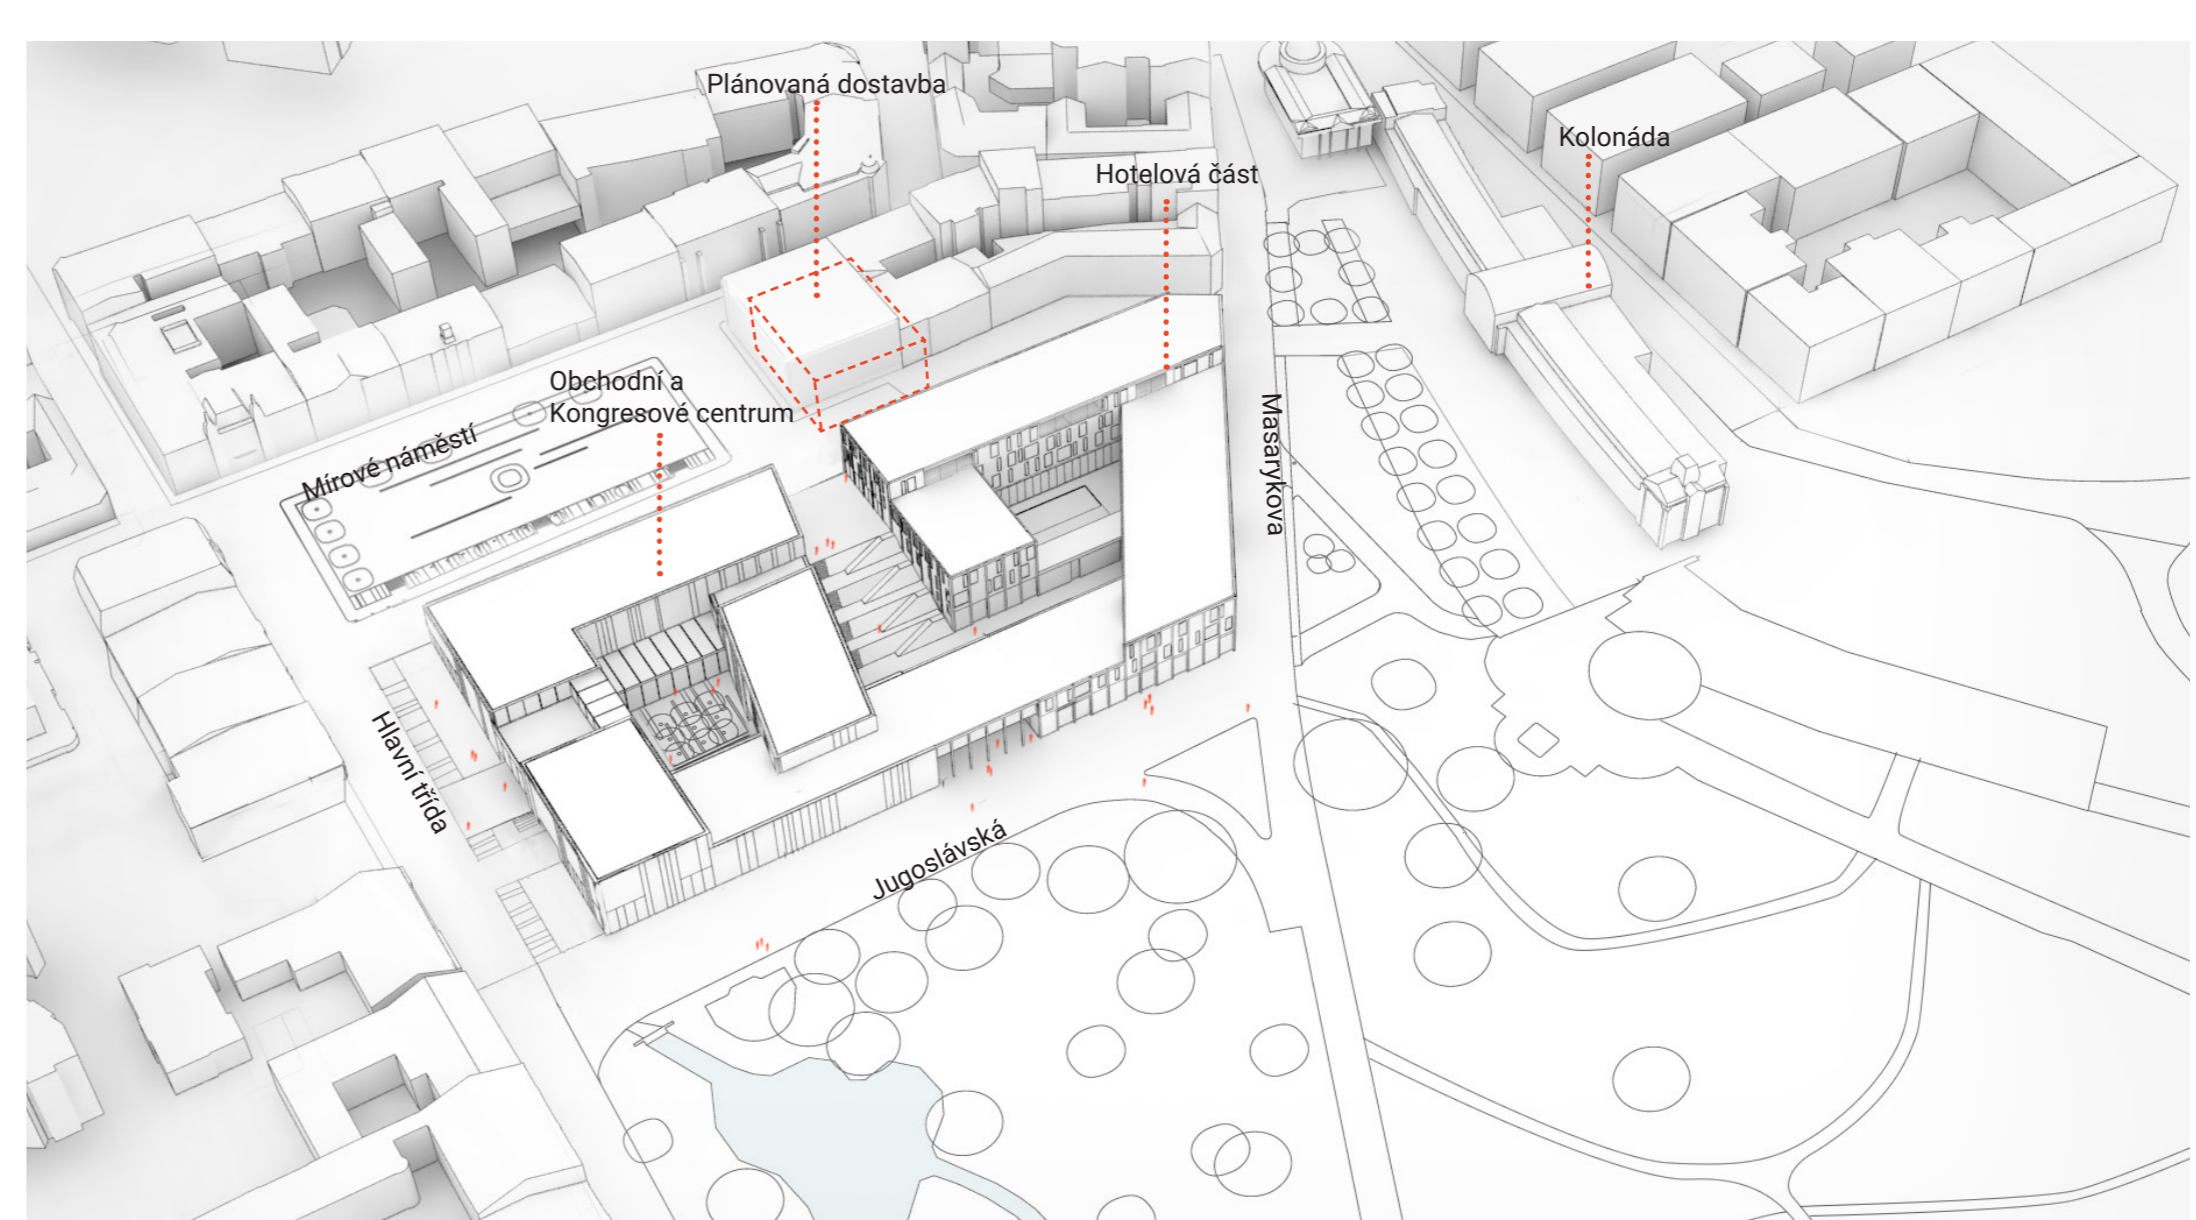 Plánovaná dostavba
Kolonáda
Hotelová část
Obchodní a
Kongresové centrum
Mírové náměstí
Masarykova
Hlavní třída
Jugoslávská